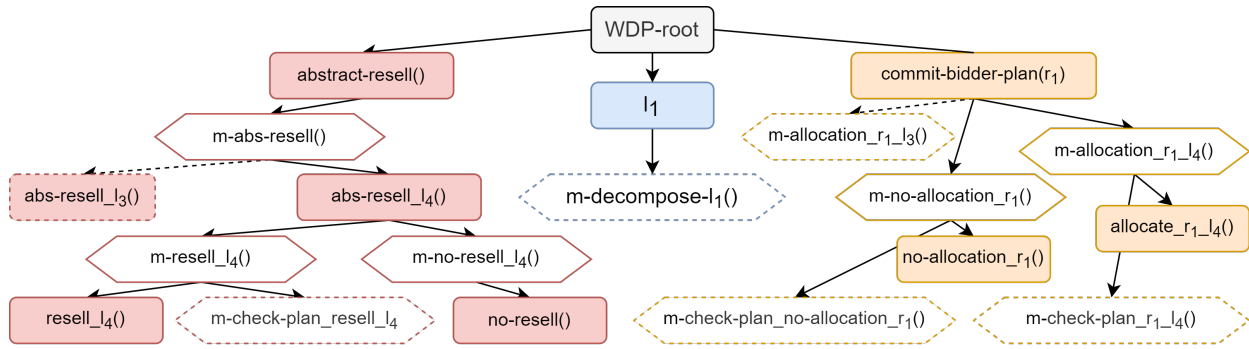 WDP-root
abstract-resell()
l₁
commit-bidder-plan(r₁)
m-abs-resell()
m-allocation_r₁_l₃()
m-allocation_r₁_l₄()
abs-resell_l₃()
abs-resell_l₄()
m-decompose-l₁()
m-no-allocation_r₁()
allocate_r₁_l₄()
m-resell_l₄()
m-no-resell_l₄()
no-allocation_r₁()
resell_l₄()
m-check-plan_resell_l₄
no-resell()
m-check-plan_no-allocation_r₁()
m-check-plan_r₁_l₄()